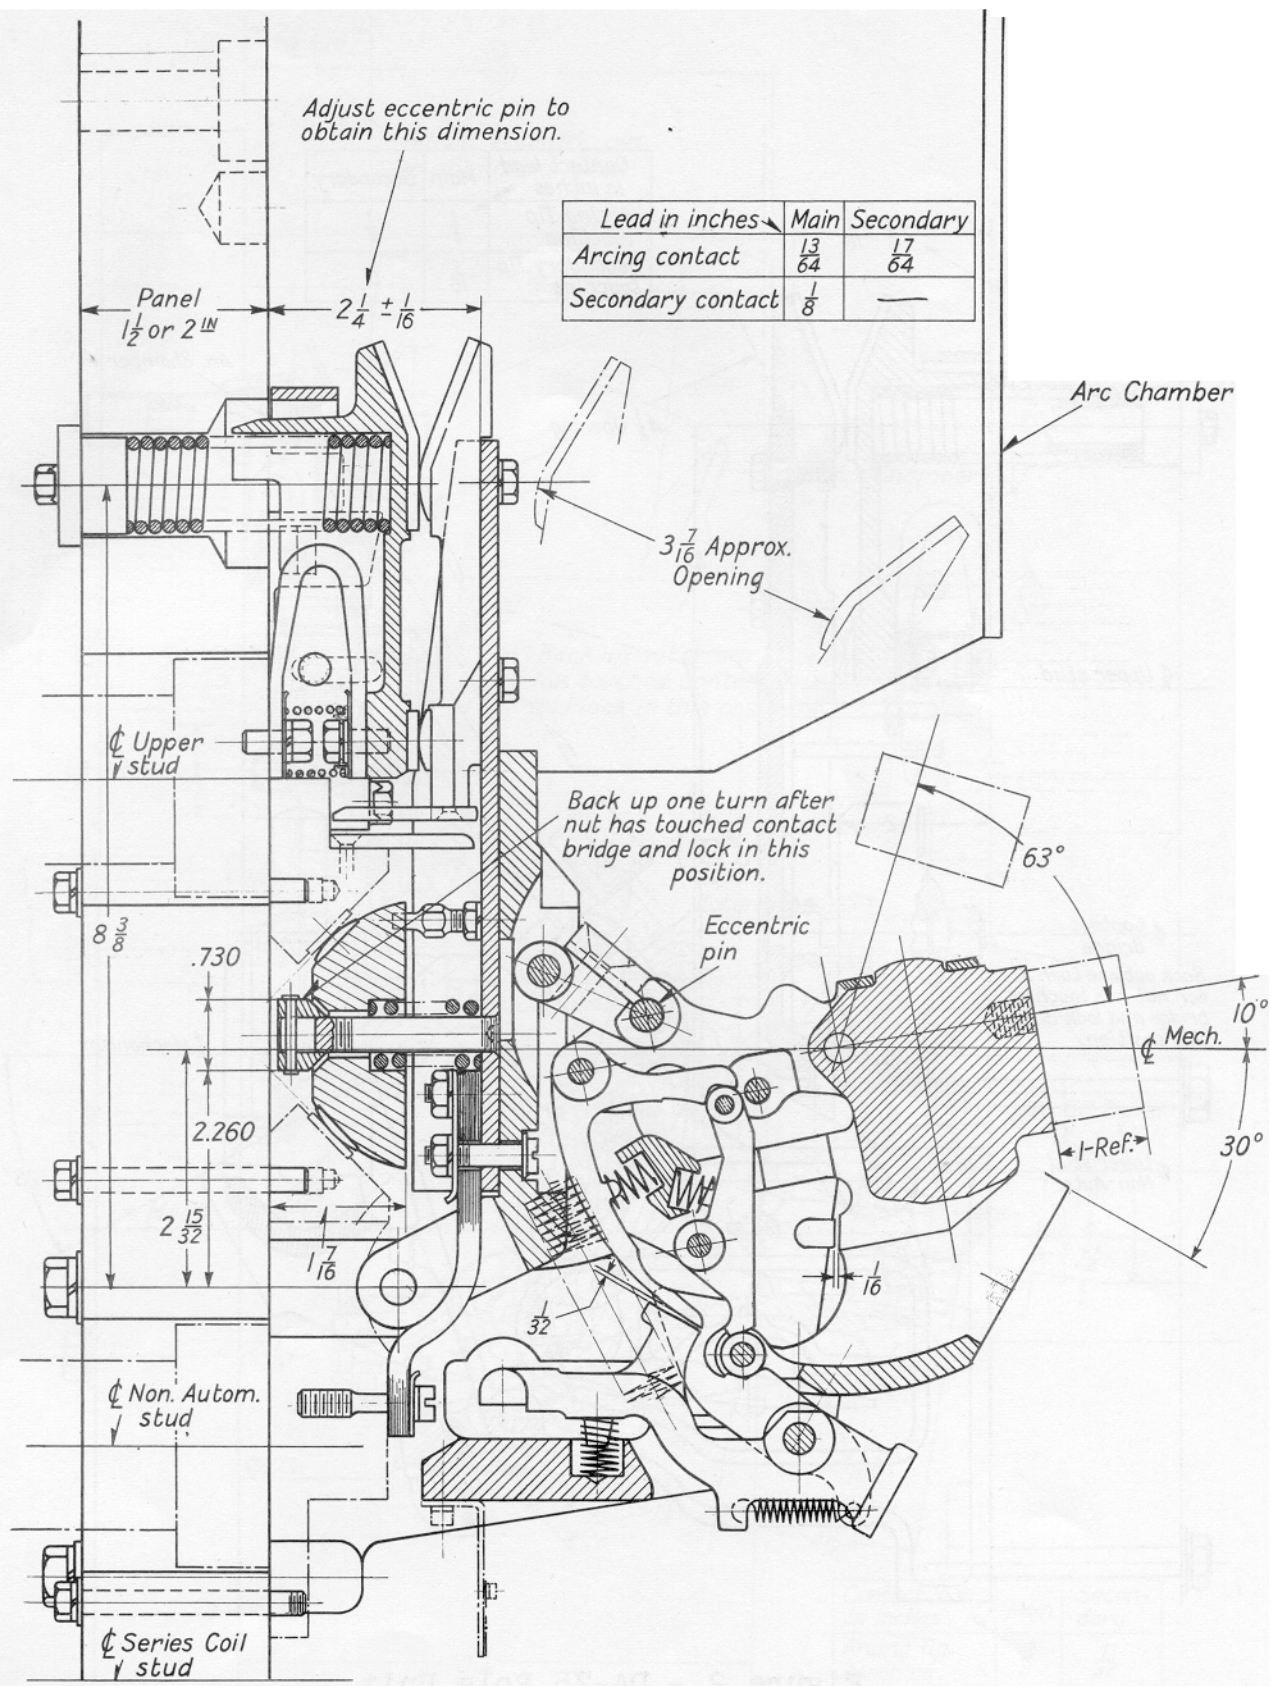 Adjust eccentric pin to
obtain this dimension.
Lead in inches Main Secondary
Arcing contact 13/64 17/64
Secondary contact 1/8 —
Panel
1 1/2 or 2 IN
2 1/4 ± 1/16
Arc Chamber
3 7/16 Approx.
Opening
℄ Upper
stud
Back up one turn after
nut has touched contact
bridge and lock in this
position.
63°
8 3/8
Eccentric
pin
.730
10°
℄ Mech.
2.260
1-Ref.
30°
2 15/32
1 7/16
1/16
1/32
℄ Non. Autom.
stud
℄ Series Coil
stud